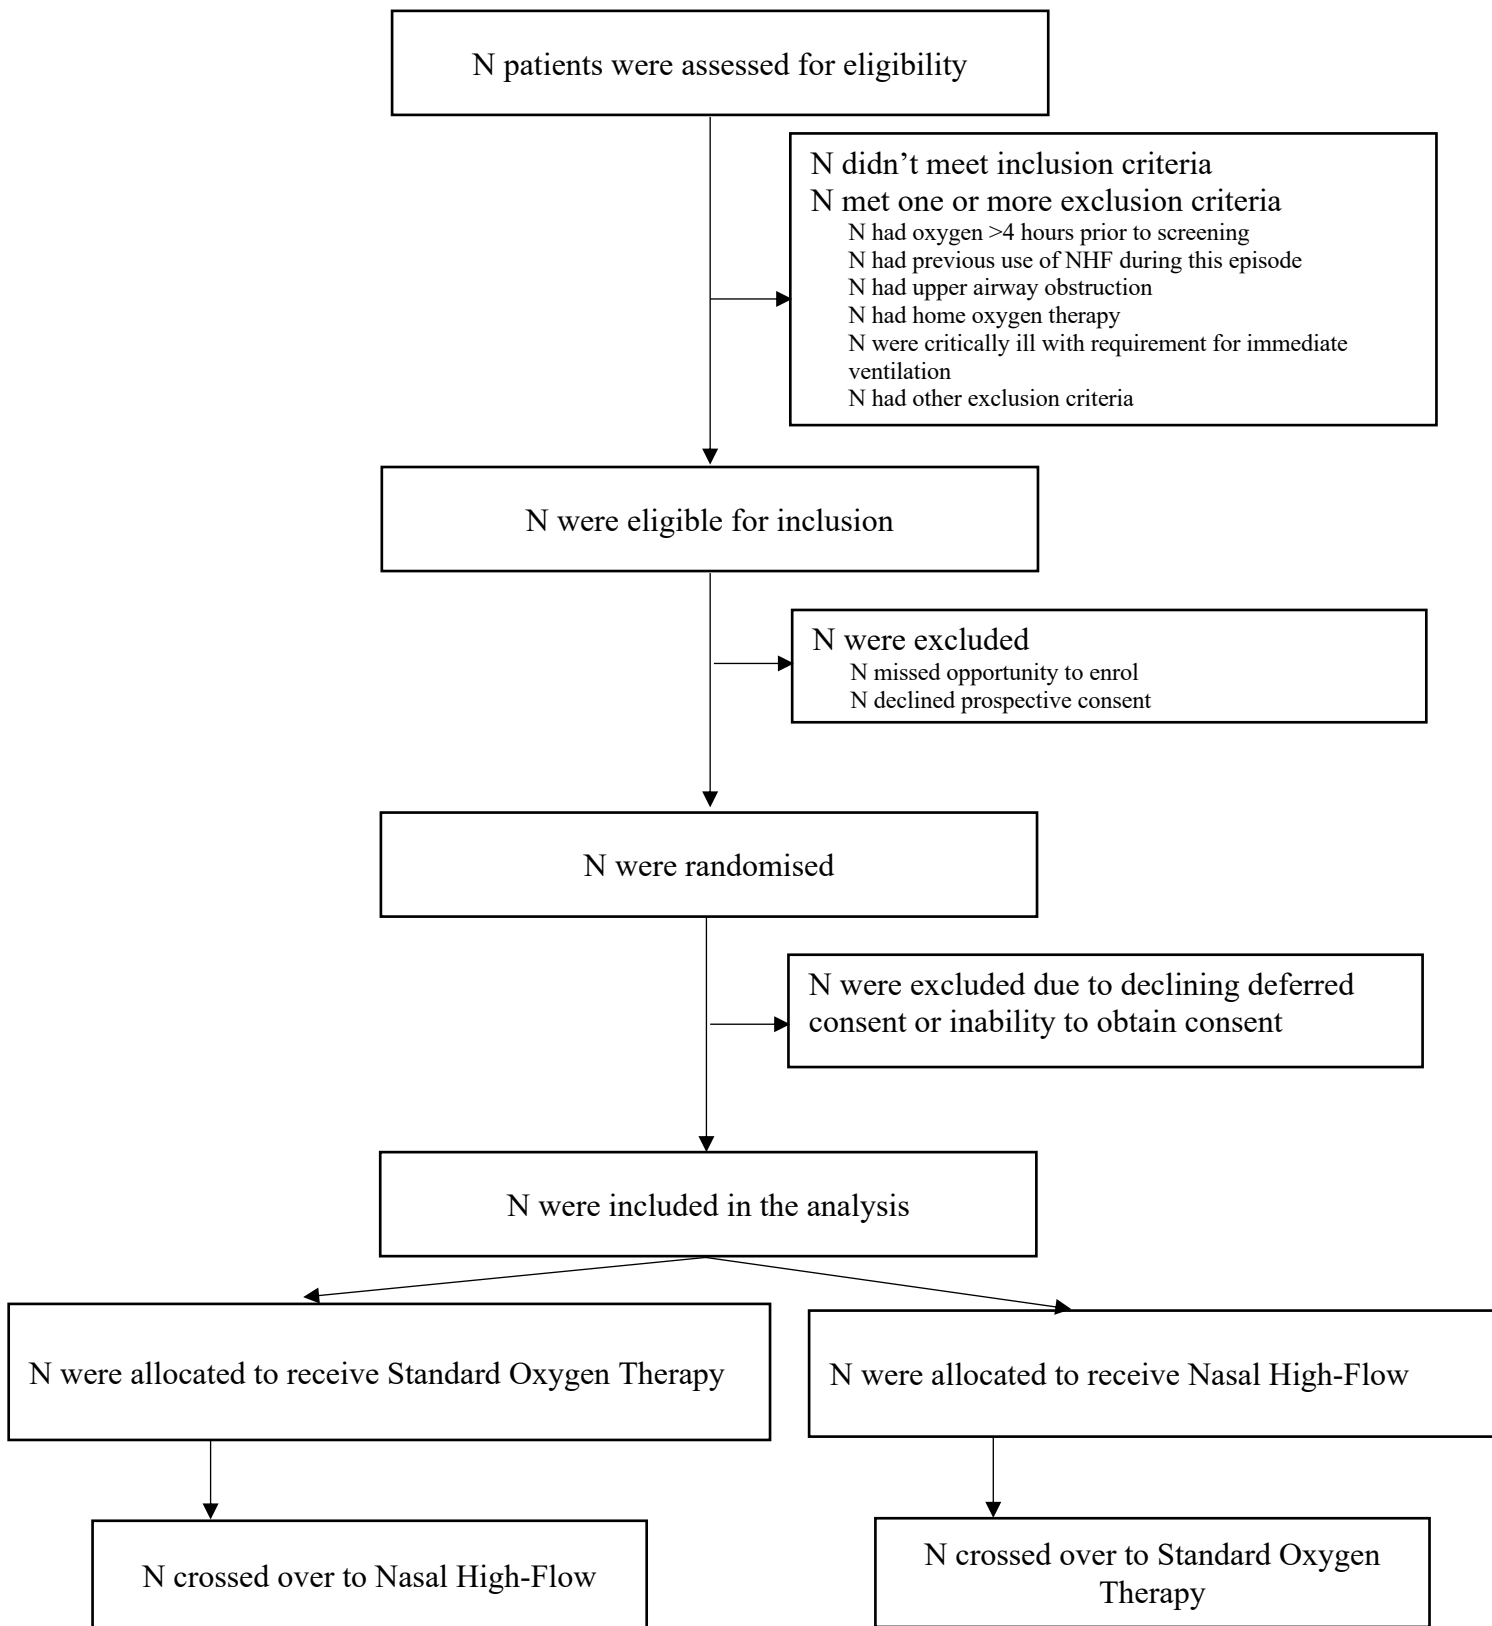 N patients were assessed for eligibility
N didn’t meet inclusion criteria
N met one or more exclusion criteria
N had oxygen >4 hours prior to screening
N had previous use of NHF during this episode
N had upper airway obstruction
N had home oxygen therapy
N were critically ill with requirement for immediate
ventilation
N had other exclusion criteria
N were eligible for inclusion
N were excluded
N missed opportunity to enrol
N declined prospective consent
N were randomised
N were excluded due to declining deferred
consent or inability to obtain consent
N were included in the analysis
N were allocated to receive Standard Oxygen Therapy
N were allocated to receive Nasal High-Flow
N crossed over to Nasal High-Flow
N crossed over to Standard Oxygen
Therapy